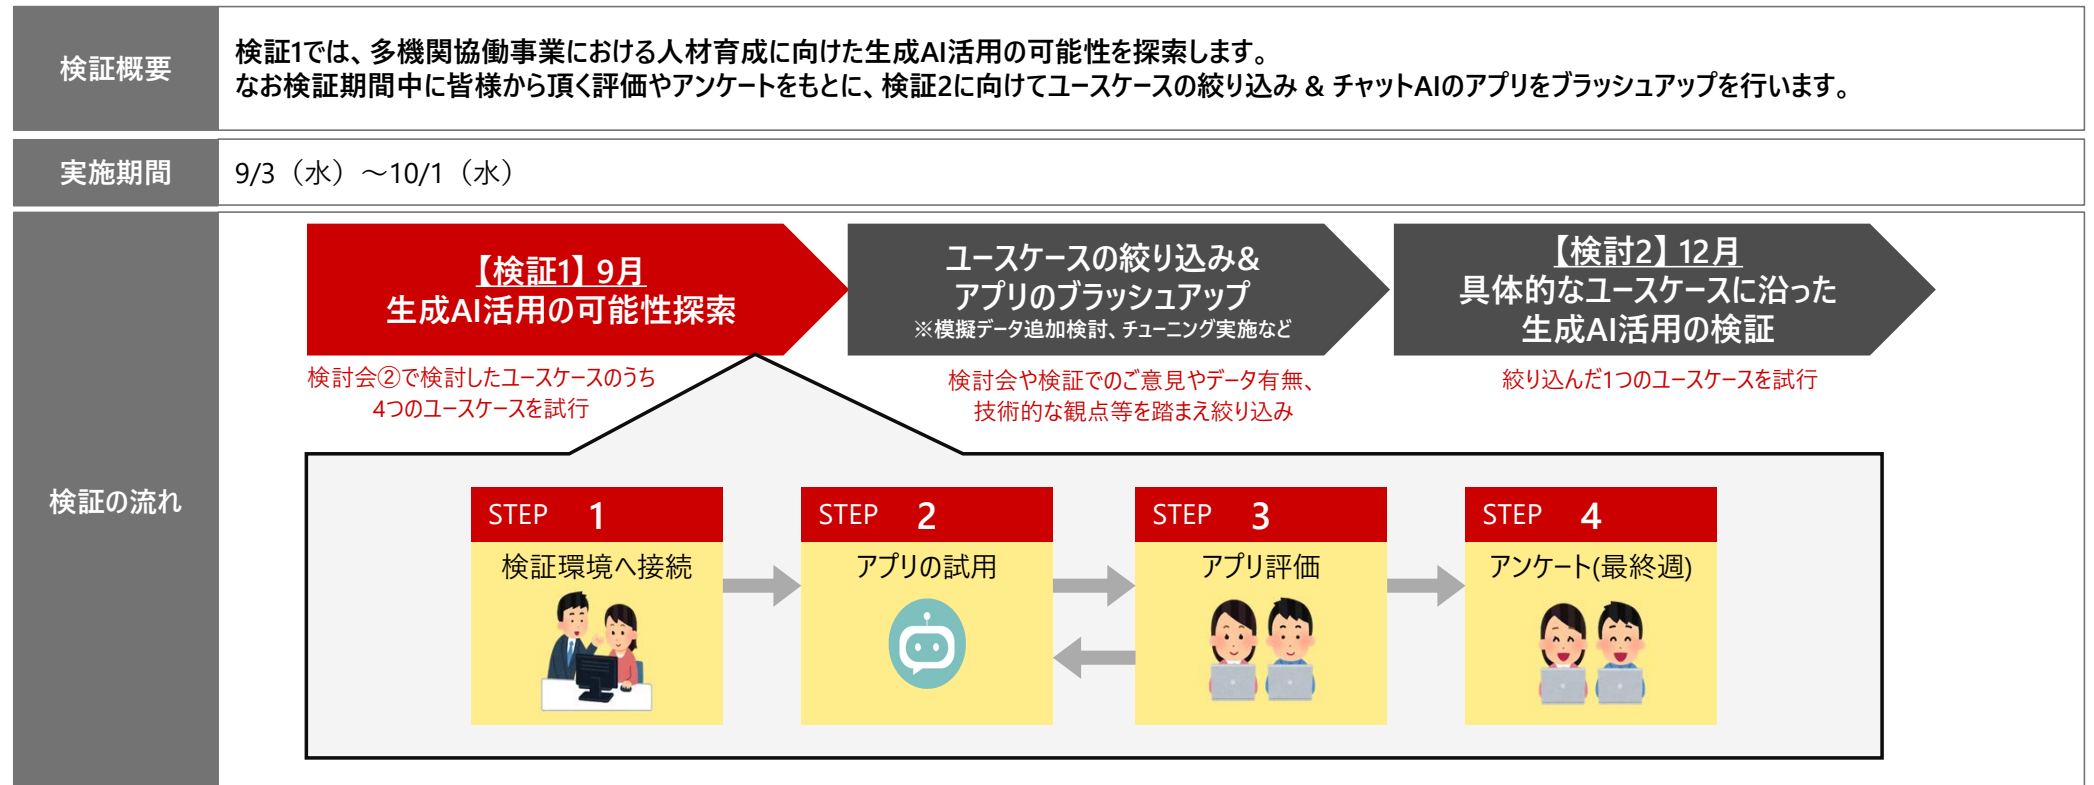 検証概要
検証1では、多機関協働事業における人材育成に向けた生成AI活用の可能性を探索します。
なお検証期間中に皆様から頂く評価やアンケートをもとに、検証2に向けてユースケースの絞り込み & チャットAIのアプリをブラッシュアップを行います。
実施期間
9/3（水）～10/1（水）
検証の流れ
【検証1】9月
生成AI活用の可能性探索
ユースケースの絞り込み&
アプリのブラッシュアップ
※模擬データ追加検討、チューニング実施など
【検討2】12月
具体的なユースケースに沿った
生成AI活用の検証
検討会②で検討したユースケースのうち
4つのユースケースを試行
検討会や検証でのご意見やデータ有無、
技術的な観点等を踏まえ絞り込み
絞り込んだ1つのユースケースを試行
STEP 1
検証環境へ接続
STEP 2
アプリの試用
STEP 3
アプリ評価
STEP 4
アンケート(最終週)